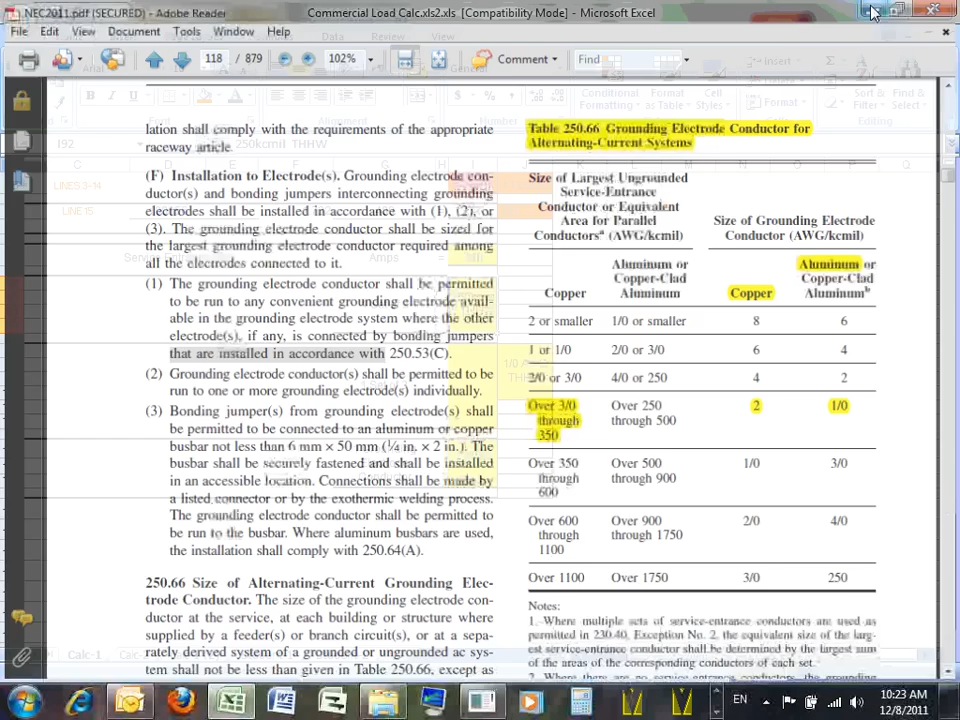 NEC2011.pdf (SECURED) - Adobe Reader
Commercial Load Calc.xls2.xls [Compatibility Mode] - Microsoft Excel
File Edit View Document Tools Window Help
118 / 879 102% Comment Find
lation shall comply with the requirements of the appropriate
raceway article.
(F) Installation to Electrode(s). Grounding electrode con-
ductor(s) and bonding jumpers interconnecting grounding
electrodes shall be installed in accordance with (1), (2), or
(3). The grounding electrode conductor shall be sized for
the largest grounding electrode conductor required among
all the electrodes connected to it.
(1) The grounding electrode conductor shall be permitted
to be run to any convenient grounding electrode avail-
able in the grounding electrode system where the other
electrode(s), if any, is connected by bonding jumpers
that are installed in accordance with 250.53(C).
(2) Grounding electrode conductor(s) shall be permitted to be
run to one or more grounding electrode(s) individually.
(3) Bonding jumper(s) from grounding electrode(s) shall
be permitted to be connected to an aluminum or copper
busbar not less than 6 mm × 50 mm (¼ in. × 2 in.). The
busbar shall be securely fastened and shall be installed
in an accessible location. Connections shall be made by
a listed connector or by the exothermic welding process.
The grounding electrode conductor shall be permitted to
be run to the busbar. Where aluminum busbars are used,
the installation shall comply with 250.64(A).
250.66 Size of Alternating-Current Grounding Elec-
trode Conductor. The size of the grounding electrode con-
ductor at the service, at each building or structure where
supplied by a feeder(s) or branch circuit(s), or at a sepa-
rately derived system of a grounded or ungrounded ac sys-
tem shall not be less than given in Table 250.66, except as
Table 250.66 Grounding Electrode Conductor for
Alternating-Current Systems
Size of Largest Ungrounded
Service-Entrance
Conductor or Equivalent
Area for Parallel
Conductorsª (AWG/kcmil)
Size of Grounding Electrode
Conductor (AWG/kcmil)
Copper
Aluminum or
Copper-Clad
Aluminum
Copper
Aluminum or
Copper-Clad
Aluminumᵇ
2 or smaller 1/0 or smaller 8 6
1 or 1/0 2/0 or 3/0 6 4
2/0 or 3/0 4/0 or 250 4 2
Over 3/0 Over 250 2 1/0
through through 500
350
Over 350 Over 500 1/0 3/0
through through 900
600
Over 600 Over 900 2/0 4/0
through through 1750
1100
Over 1100 Over 1750 3/0 250
Notes:
1. Where multiple sets of service-entrance conductors are used as
permitted in 230.40, Exception No. 2, the equivalent size of the larg-
est service-entrance conductor shall be determined by the largest sum
of the areas of the corresponding conductors of each set.
I92
250kcmil THHW
LINES 3-14
LINE 15
Amps =
Calc-1
EN
10:23 AM
12/8/2011